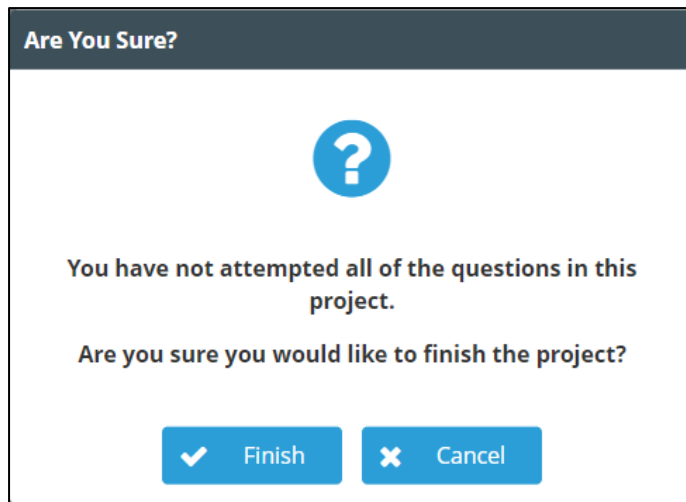 Are You Sure?
You have not attempted all of the questions in this
project.
Are you sure you would like to finish the project?
Finish
Cancel